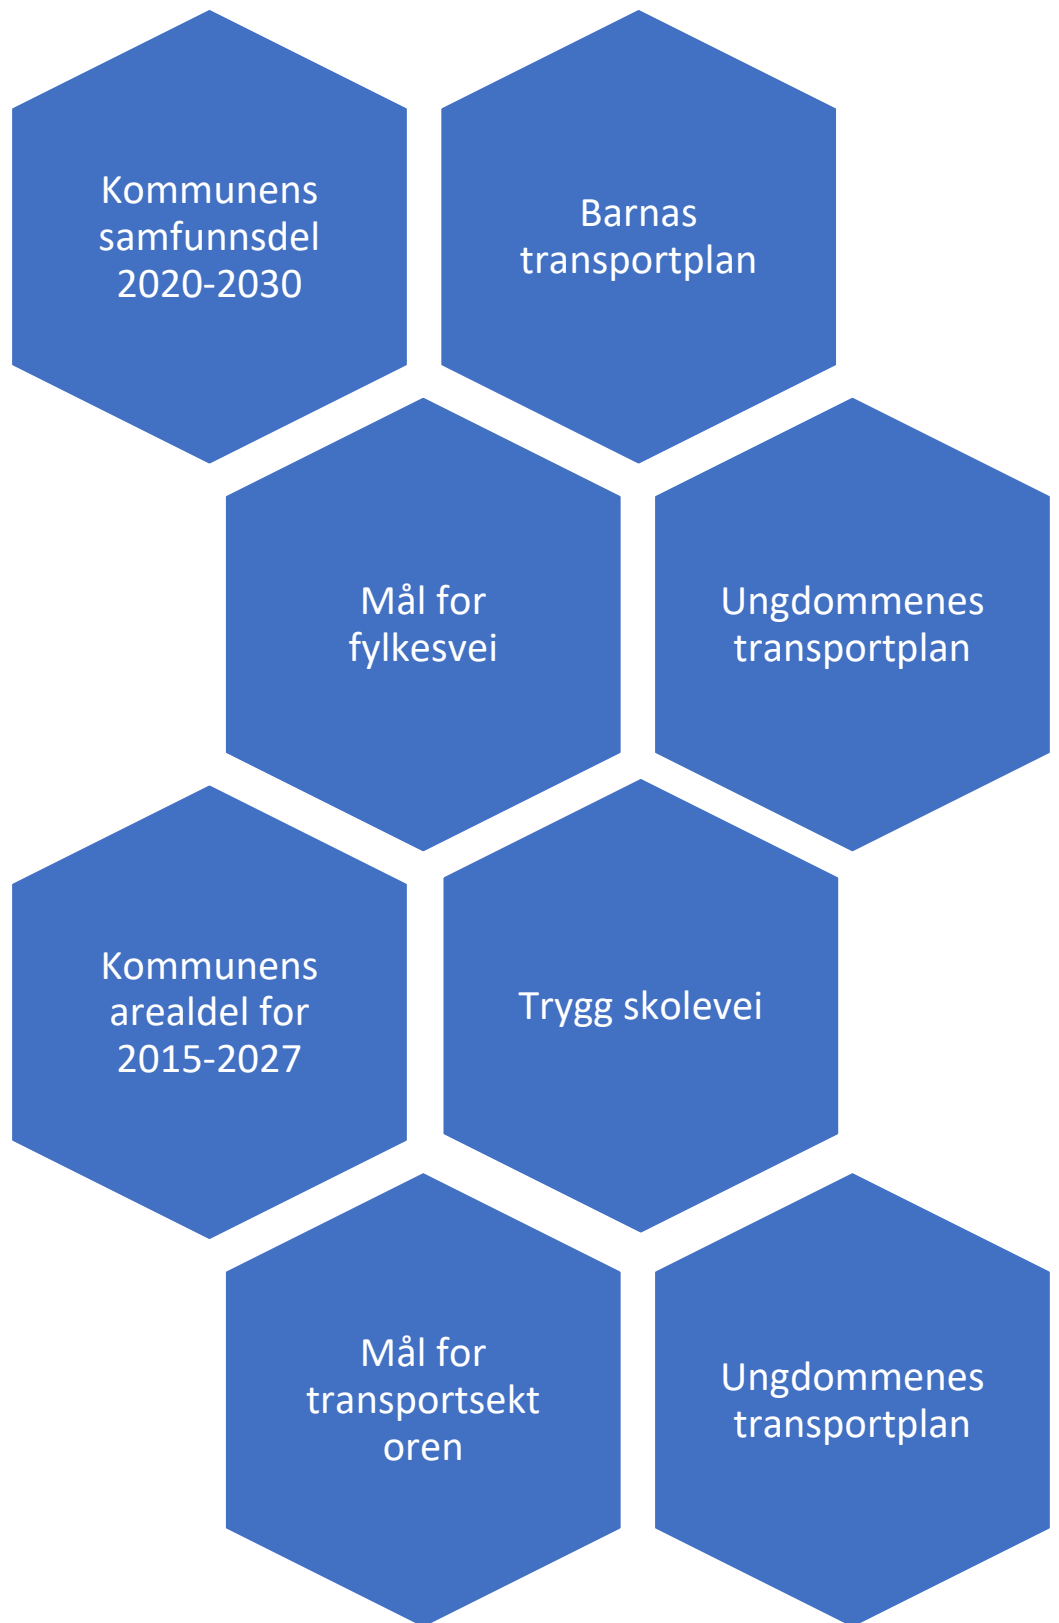 Kommunens
samfunnsdel
2020-2030
Barnas
transportplan
Mål for
fylkesvei
Ungdommenes
transportplan
Kommunens
arealdel for
2015-2027
Trygg skolevei
Mål for
transportsekt
oren
Ungdommenes
transportplan